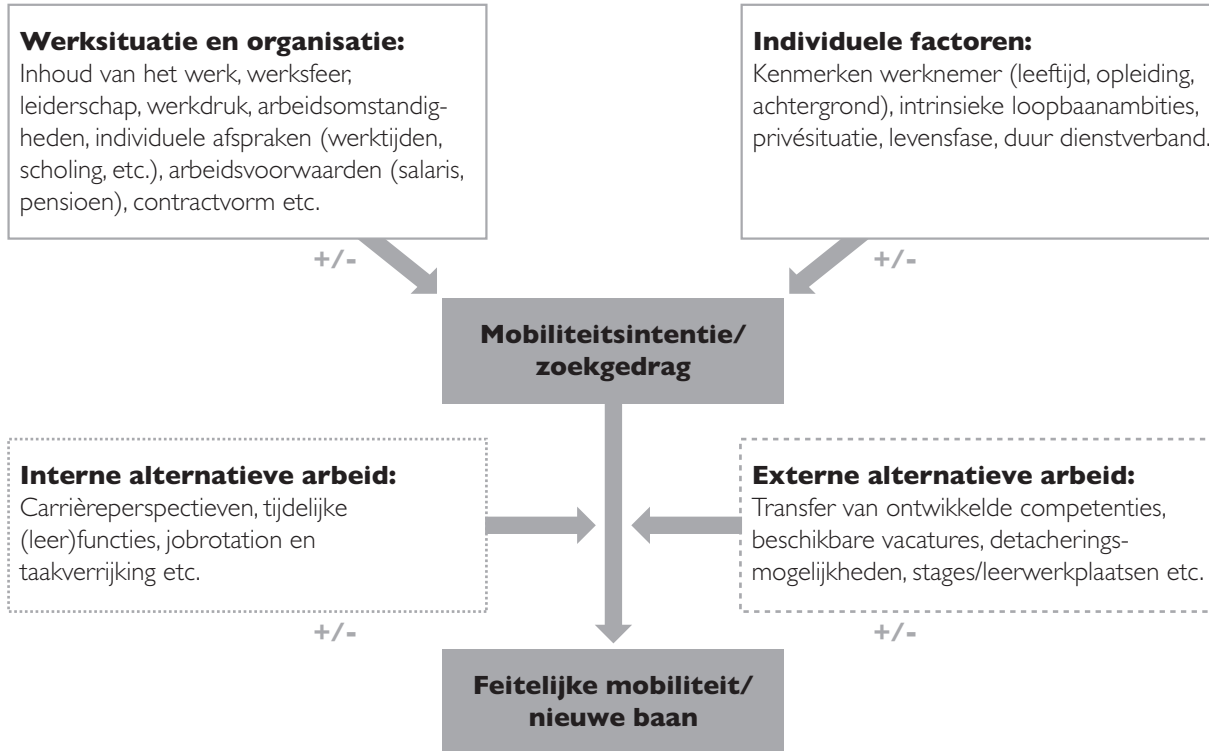 Werksituatie en organisatie:
Inhoud van het werk, werksfeer,
leiderschap, werkdruk, arbeidsomstandig-
heden, individuele afspraken (werktijden,
scholing, etc.), arbeidsvoorwaarden (salaris,
pensioen), contractvorm etc.
+/-
Individuele factoren:
Kenmerken werknemer (leeftijd, opleiding,
achtergrond), intrinsieke loopbaanambities,
privésituatie, levensfase, duur dienstverband.
+/-
Mobiliteitsintentie/
zoekgedrag
Interne alternatieve arbeid:
Carrièreperspectieven, tijdelijke
(leer)functies, jobrotation en
taakverrijking etc.
+/-
Externe alternatieve arbeid:
Transfer van ontwikkelde competenties,
beschikbare vacatures, detacherings-
mogelijkheden, stages/leerwerkplaatsen etc.
+/-
Feitelijke mobiliteit/
nieuwe baan